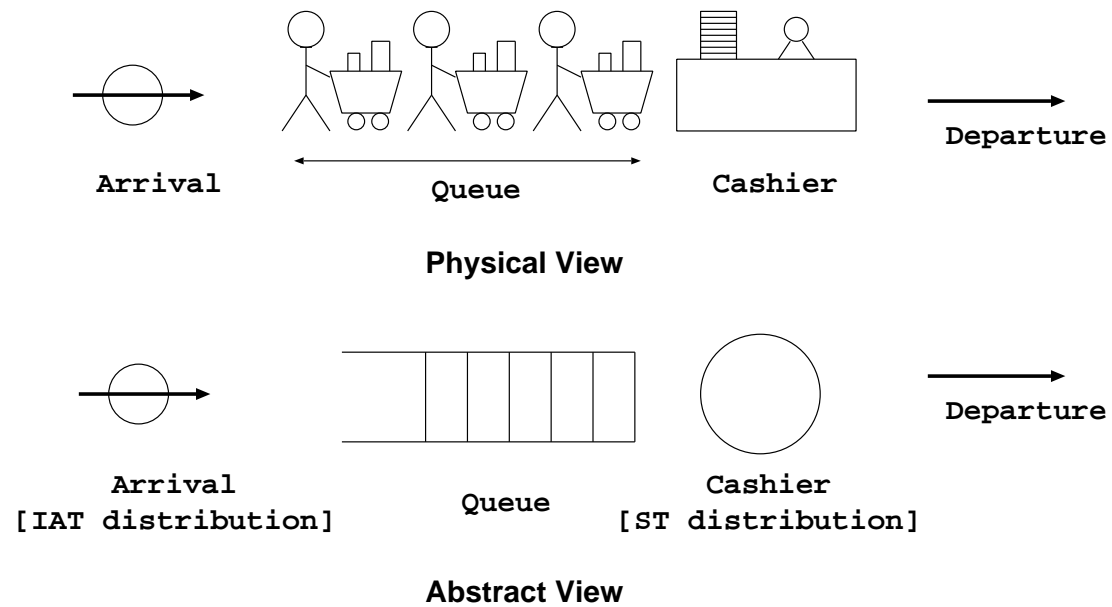 Departure
Arrival
Queue
Cashier
Physical View
Departure
Arrival
[IAT distribution]
Queue
Cashier
[ST distribution]
Abstract View